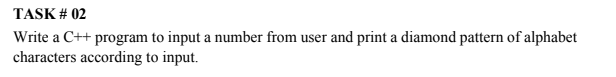 TASK # 02
Write a C++ program to input a number from user and print a diamond pattern of alphabet
characters according to input.